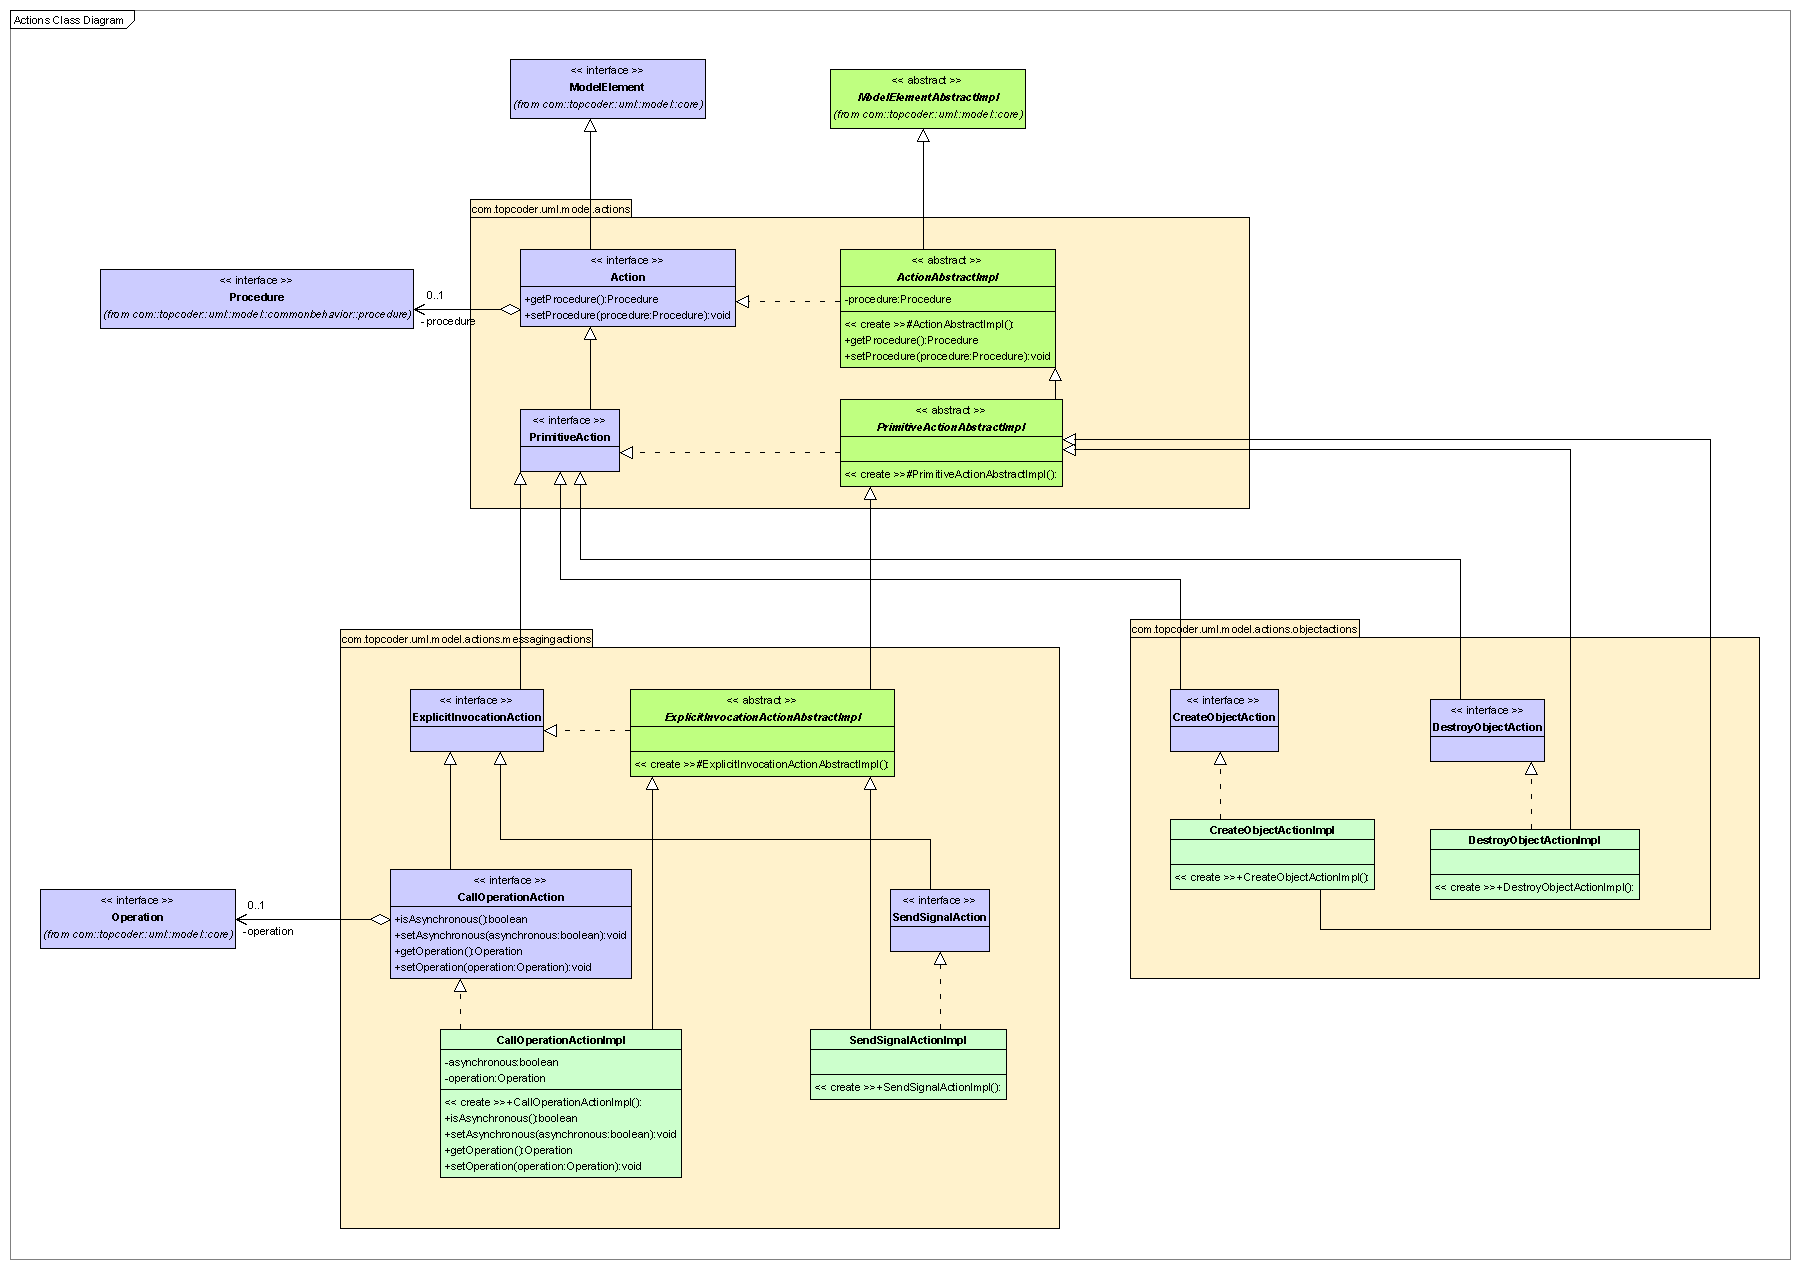 Actions Class Diagram
<< interface >>
ModelElement
(from com::topcoder::uml::model::core)
<< abstract >>
ModelElementAbstractImpl
(from com::topcoder::uml::model::core)
com.topcoder.uml.model.actions
<< interface >>
Procedure
(from com::topcoder::uml::model::commonbehavior::procedure)
0..1
-procedure
<< interface >>
Action
+getProcedure():Procedure
+setProcedure(procedure:Procedure):void
<< abstract >>
ActionAbstractImpl
-procedure:Procedure
<< create >>#ActionAbstractImpl():
+getProcedure():Procedure
+setProcedure(procedure:Procedure):void
<< interface >>
PrimitiveAction
<< abstract >>
PrimitiveActionAbstractImpl
<< create >>#PrimitiveActionAbstractImpl():
com.topcoder.uml.model.actions.messagingactions
<< interface >>
ExplicitInvocationAction
<< abstract >>
ExplicitInvocationActionAbstractImpl
<< create >>#ExplicitInvocationActionAbstractImpl():
<< interface >>
Operation
(from com::topcoder::uml::model::core)
0..1
-operation
<< interface >>
CallOperationAction
+isAsynchronous():boolean
+setAsynchronous(asynchronous:boolean):void
+getOperation():Operation
+setOperation(operation:Operation):void
<< interface >>
SendSignalAction
CallOperationActionImpl
-asynchronous:boolean
-operation:Operation
<< create >>+CallOperationActionImpl():
+isAsynchronous():boolean
+setAsynchronous(asynchronous:boolean):void
+getOperation():Operation
+setOperation(operation:Operation):void
SendSignalActionImpl
<< create >>+SendSignalActionImpl():
com.topcoder.uml.model.actions.objectactions
<< interface >>
CreateObjectAction
<< interface >>
DestroyObjectAction
CreateObjectActionImpl
<< create >>+CreateObjectActionImpl():
DestroyObjectActionImpl
<< create >>+DestroyObjectActionImpl():